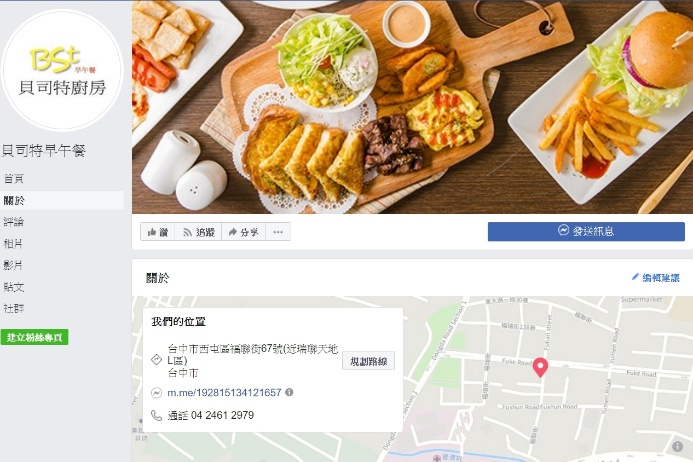 BSt
早午餐
貝司特廚房
貝司特早午餐
首頁
關於
評論
相片
影片
貼文
社群
建立粉絲專頁
讚
追蹤
分享
發送訊息
關於
編輯建議
我們的位置
台中市西屯區福聯街67號(近瑞聯天地
L區)
台中市
規劃路線
m.me/192815134121657
通話 04 2461 2979
Supermarket
Fuke Road
Fuke Road
Fushun Road
Fushun Road